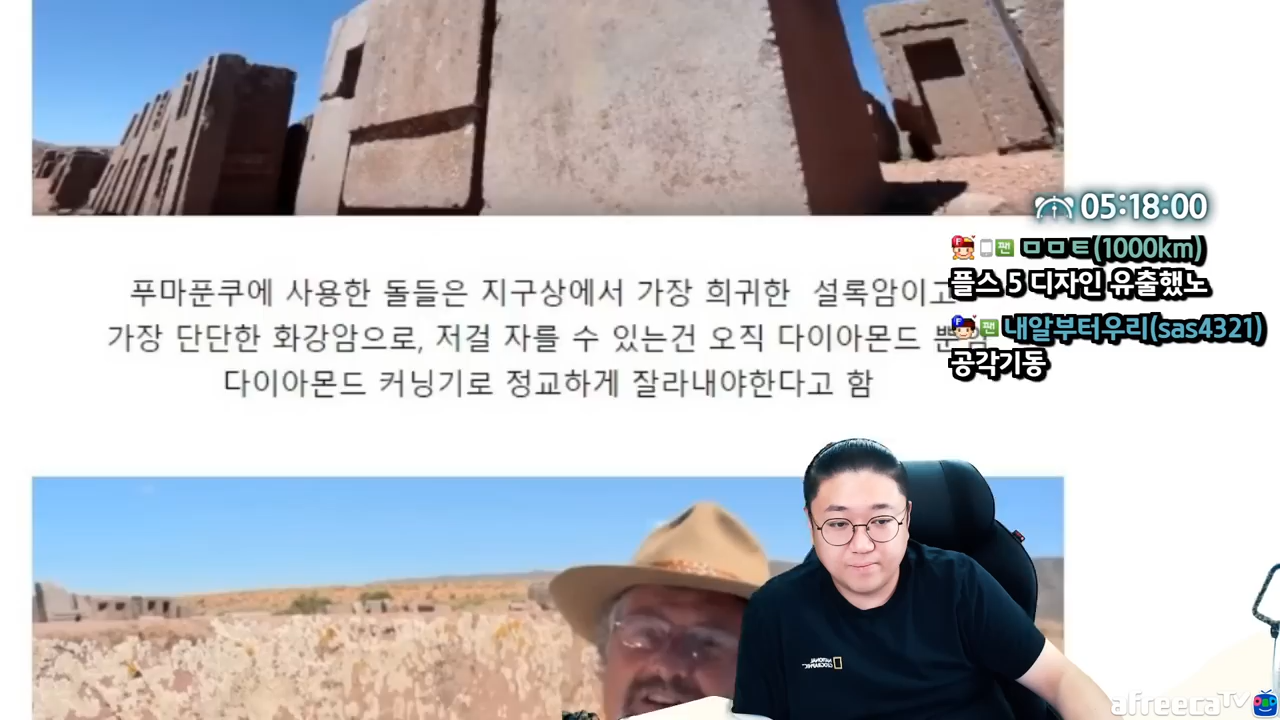 05:18:00
ㅁㅁㅌ(1000km)
플스 5 디자인 유출했노
내알부터우리(sas4321)
공각기동
푸마푼쿠에 사용한 돌들은 지구상에서 가장 희귀한 설록암이고
가장 단단한 화강암으로, 저걸 자를 수 있는건 오직 다이아몬드
다이아몬드 커닝기로 정교하게 잘라내야한다고 함
NATIONAL
GEOGRAPHIC
afreecaTV